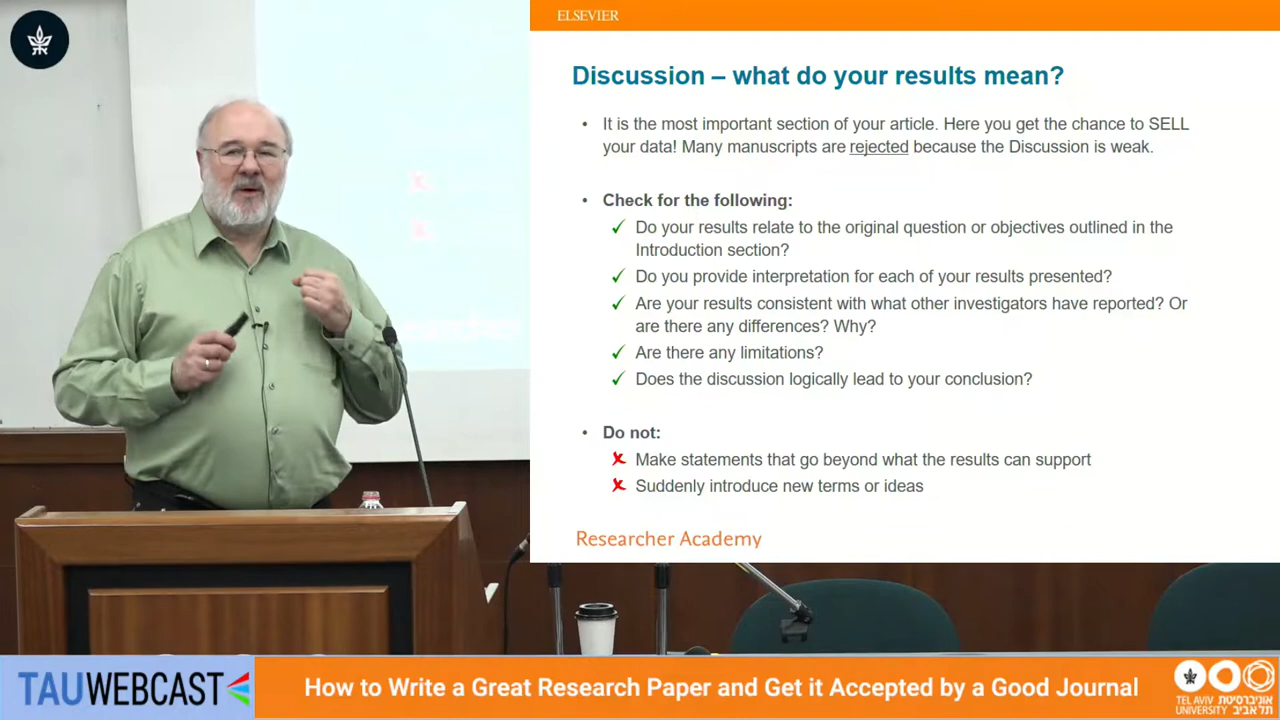 ELSEVIER
Discussion – what do your results mean?
• It is the most important section of your article. Here you get the chance to SELL
your data! Many manuscripts are rejected because the Discussion is weak.
• Check for the following:
✓ Do your results relate to the original question or objectives outlined in the
Introduction section?
✓ Do you provide interpretation for each of your results presented?
✓ Are your results consistent with what other investigators have reported? Or
are there any differences? Why?
✓ Are there any limitations?
✓ Does the discussion logically lead to your conclusion?
• Do not:
✗ Make statements that go beyond what the results can support
✗ Suddenly introduce new terms or ideas
Researcher Academy
TAUWEBCAST
How to Write a Great Research Paper and Get it Accepted by a Good Journal
TEL AVIV אוניברסיטת
UNIVERSITY תל אביב